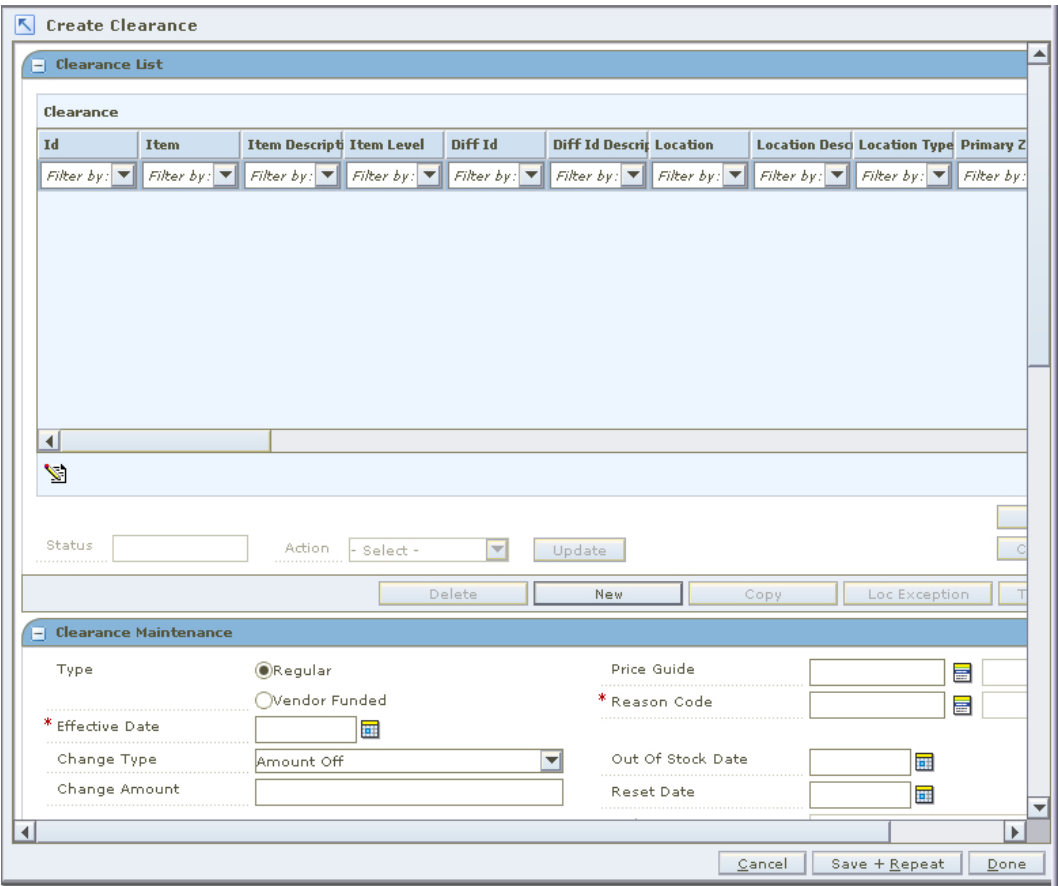 Create Clearance
Clearance List
Clearance
Id Item Item Descripti Item Level Diff Id Diff Id Descrip Location Location Desc Location Type Primary Z
Filter by: Filter by: Filter by: Filter by: Filter by: Filter by: Filter by: Filter by: Filter by: Filter by:
Status Action - Select - Update C
Delete New Copy Loc Exception T
Clearance Maintenance
Type Regular Price Guide
Vendor Funded * Reason Code
* Effective Date
Change Type Amount Off Out Of Stock Date
Change Amount Reset Date
Cancel Save + Repeat Done